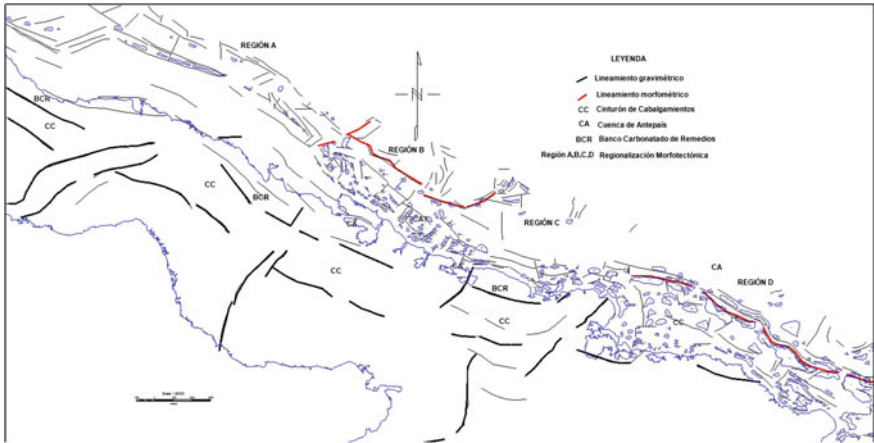 REGIÓN A
LEYENDA
Lineamiento gravimétrico
Lineamiento morfométrico
CC Cinturón de Cabalgamientos
CA Cuenca de Antepaís
BCR Banco Carbonatado de Remedios
Región A,B,C,D Regionalización Morfotectónica
N
BCR
CC
REGIÓN B
CC
BCR
CA
CA
REGIÓN C
CA
CC
BCR
CA
REGIÓN D
CC
CC